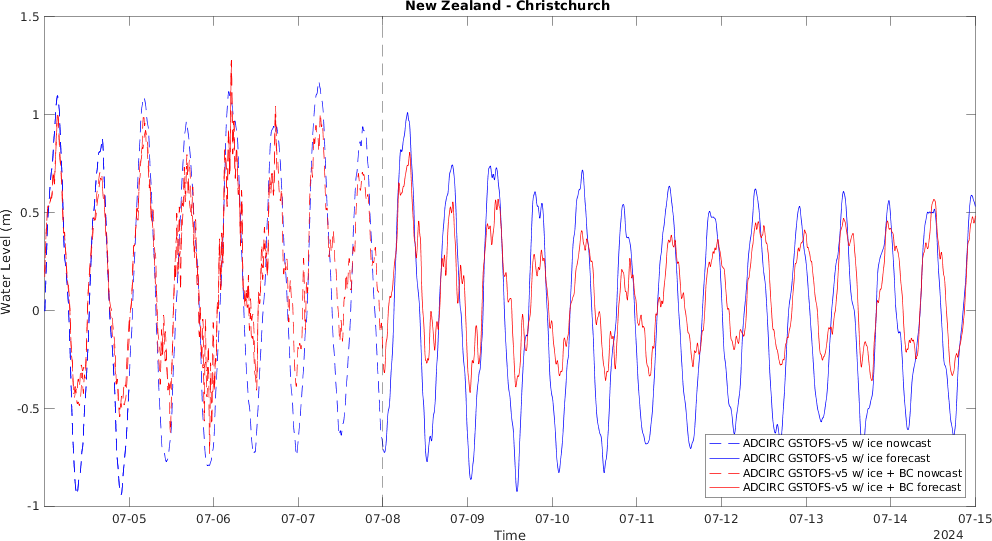 New Zealand - Christchurch
Water Level (m)
1.5
1
0.5
0
-0.5
-1
ADCIRC GSTOFS-v5 w/ ice nowcast
ADCIRC GSTOFS-v5 w/ ice forecast
ADCIRC GSTOFS-v5 w/ ice + BC nowcast
ADCIRC GSTOFS-v5 w/ ice + BC forecast
07-05 07-06 07-07 07-08 07-09 07-10 07-11 07-12 07-13 07-14 07-15
Time
2024